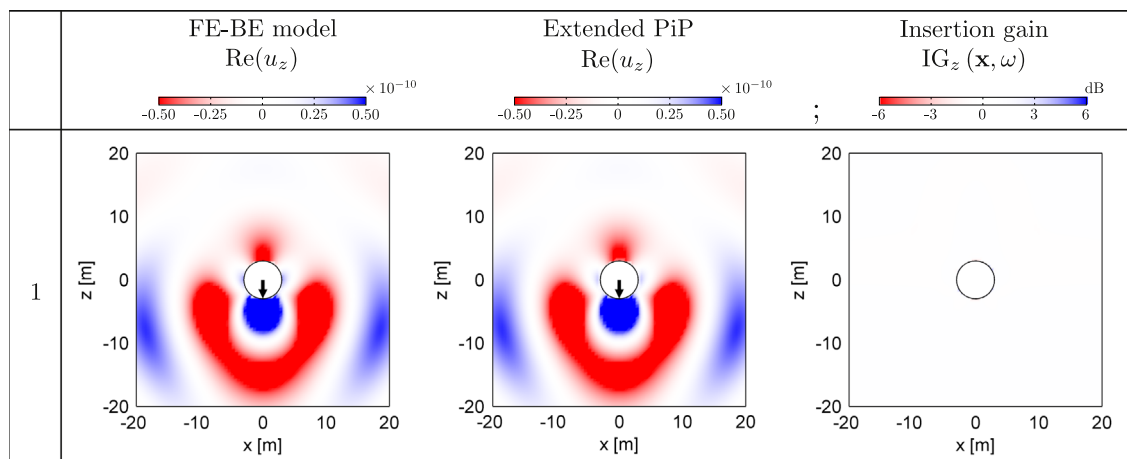 FE-BE model
Re(u_z)
× 10⁻¹⁰
-0.50 -0.25 0 0.25 0.50
Extended PiP
Re(u_z)
× 10⁻¹⁰
-0.50 -0.25 0 0.25 0.50
;
Insertion gain
IG_z (x, ω)
dB
-6 -3 0 3 6
1
20
10
0
-10
-20
z [m]
-20 -10 0 10 20
x [m]
20
10
0
-10
-20
z [m]
-20 -10 0 10 20
x [m]
20
10
0
-10
-20
z [m]
-20 -10 0 10 20
x [m]